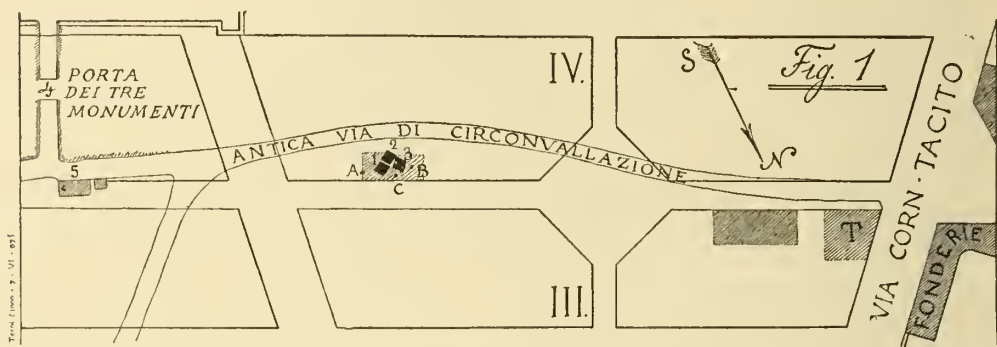 PORTA
DEI TRE
MONUMENTI
5
IV.
S
N
Fig. 1
ANTICA VIA DI CIRCONVALLAZIONE
1
2
3
A
B
C
VIA CORN. TACITO
T
FONDERIE
III.